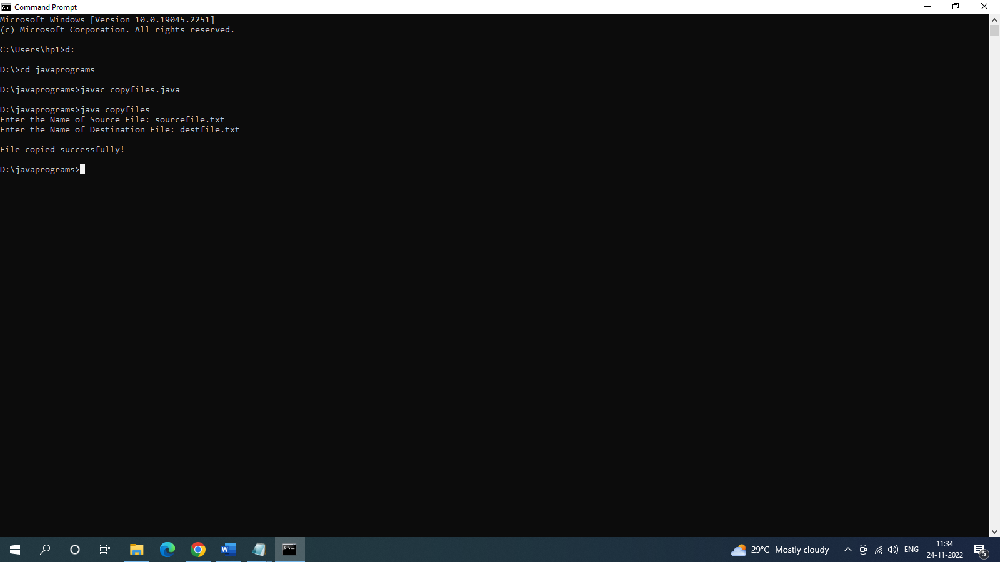 Command Prompt
Microsoft Windows [Version 10.0.19045.2251]
(c) Microsoft Corporation. All rights reserved.
C:\Users\hp1>d:
D:\>cd javaprograms
D:\javaprograms>javac copyfiles.java
D:\javaprograms>java copyfiles
Enter the Name of Source File: sourcefile.txt
Enter the Name of Destination File: destfile.txt
File copied successfully!
D:\javaprograms>
29°C Mostly cloudy
ENG
11:34
24-11-2022
5